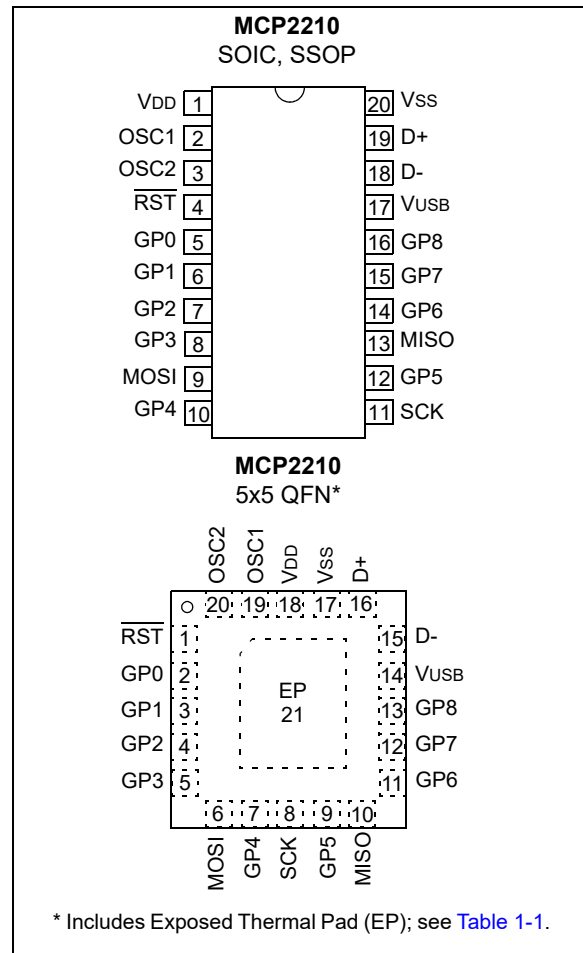 MCP2210
SOIC, SSOP
VDD 1 20 VSS
OSC1 2 19 D+
OSC2 3 18 D-
RST 4 17 VUSB
GP0 5 16 GP8
GP1 6 15 GP7
GP2 7 14 GP6
GP3 8 13 MISO
MOSI 9 12 GP5
GP4 10 11 SCK
MCP2210
5x5 QFN*
OSC2 OSC1 VDD VSS D+
20 19 18 17 16
RST 1 15 D-
GP0 2 14 VUSB
GP1 3 13 GP8
GP2 4 12 GP7
GP3 5 11 GP6
EP
21
6 7 8 9 10
MOSI GP4 SCK GP5 MISO
* Includes Exposed Thermal Pad (EP); see Table 1-1.